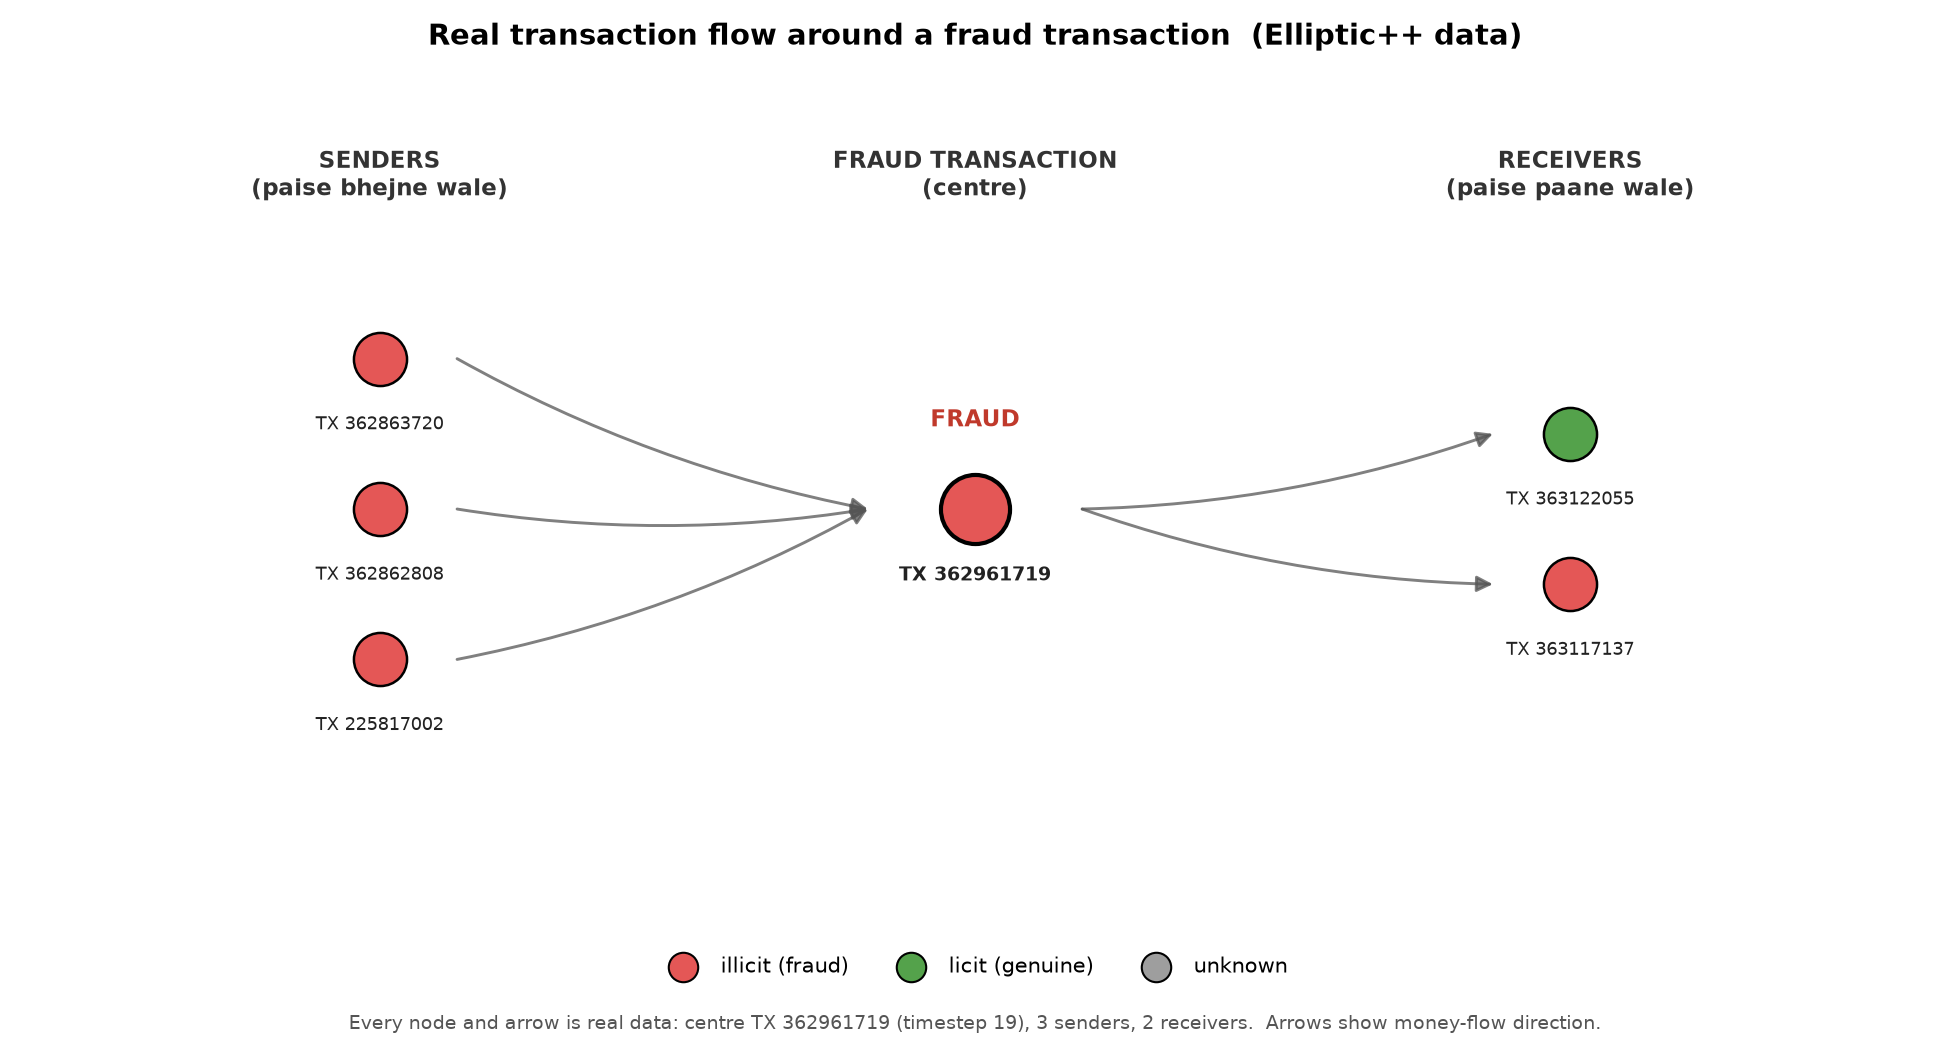 Real transaction flow around a fraud transaction  (Elliptic++ data)
SENDERS
(paise bhejne wale)
FRAUD TRANSACTION
(centre)
RECEIVERS
(paise paane wale)
TX 362863720
TX 362862808
TX 225817002
FRAUD
TX 362961719
TX 363122055
TX 363117137
illicit (fraud)
licit (genuine)
unknown
Every node and arrow is real data: centre TX 362961719 (timestep 19), 3 senders, 2 receivers.  Arrows show money-flow direction.